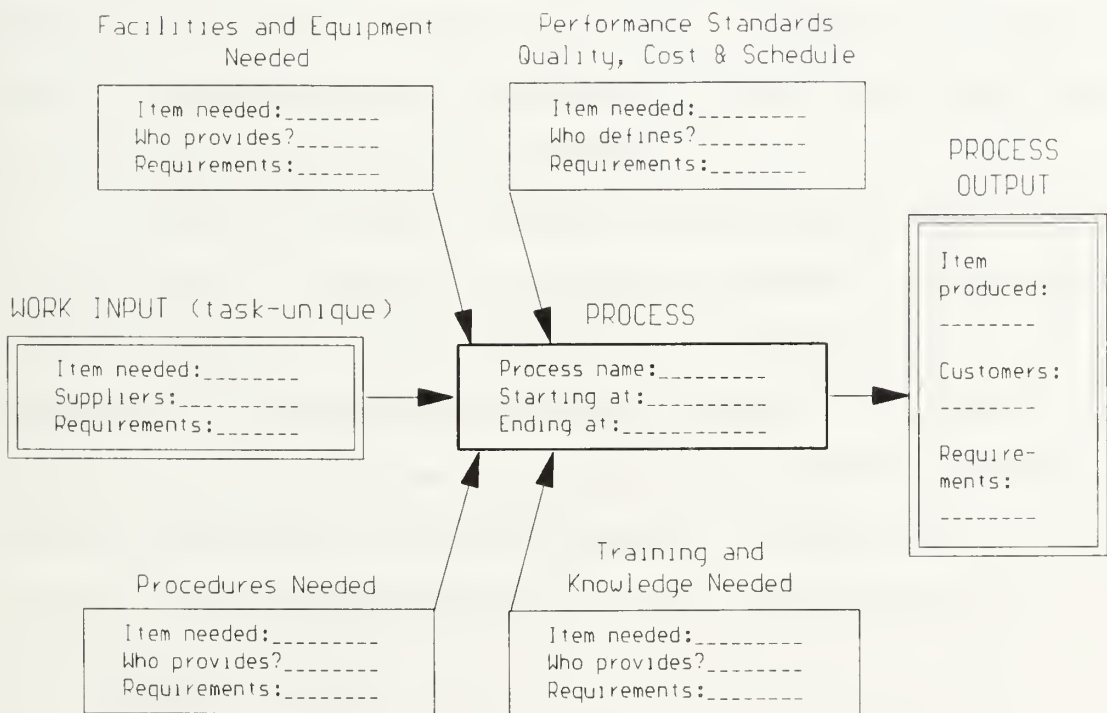 Facilities and Equipment
Needed
Item needed:________
Who provides?_______
Requirements:_______
Performance Standards
Quality, Cost & Schedule
Item needed:_________
Who defines?_________
Requirements:________
PROCESS
OUTPUT
Item
produced:
________
Customers:
________
Require-
ments:
________
WORK INPUT (task-unique)
Item needed:________
Suppliers:__________
Requirements:_______
PROCESS
Process name:_________
Starting at:__________
Ending at:____________
Procedures Needed
Item needed:_________
Who provides?________
Requirements:________
Training and
Knowledge Needed
Item needed:_________
Who provides?________
Requirements:________